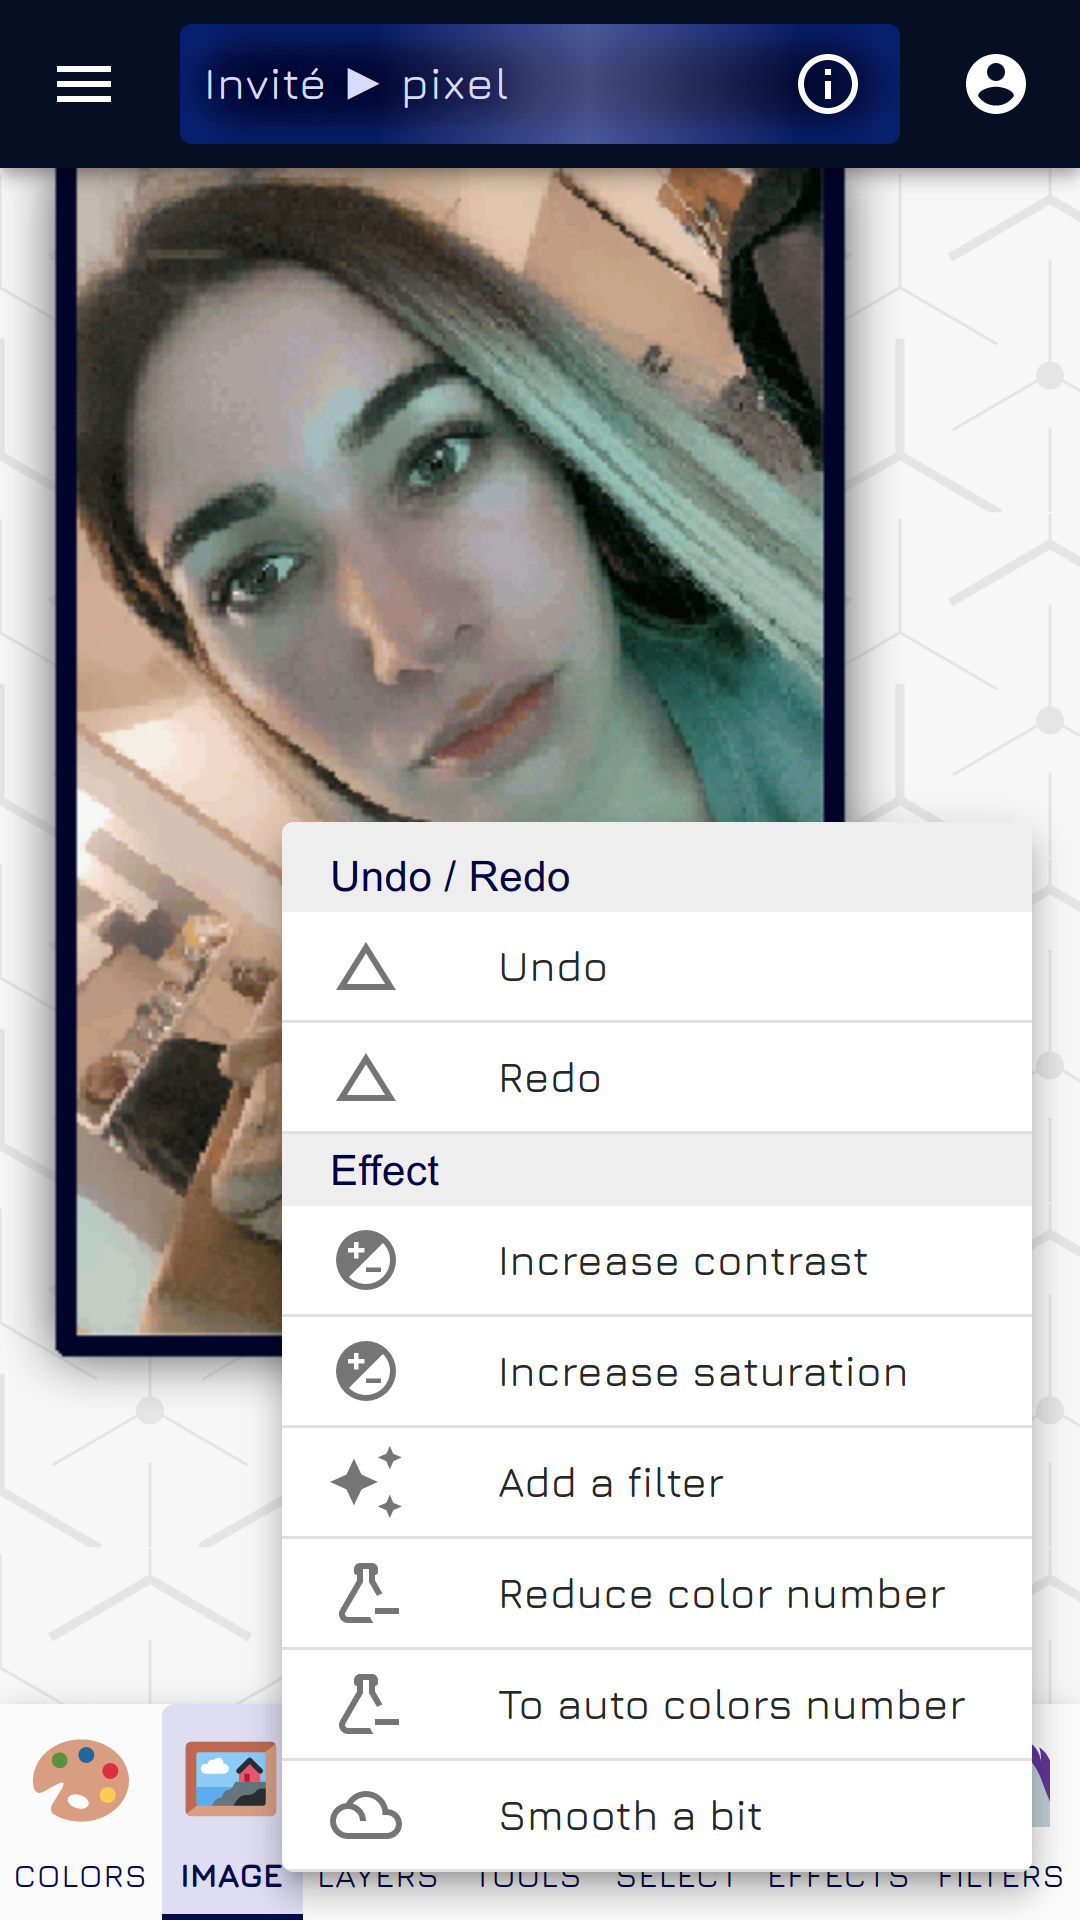 Invité ► pixel
Undo / Redo
Undo
Redo
Effect
Increase contrast
Increase saturation
Add a filter
Reduce color number
To auto colors number
Smooth a bit
COLORS IMAGE LAYERS TOOLS SELECT EFFECTS FILTERS